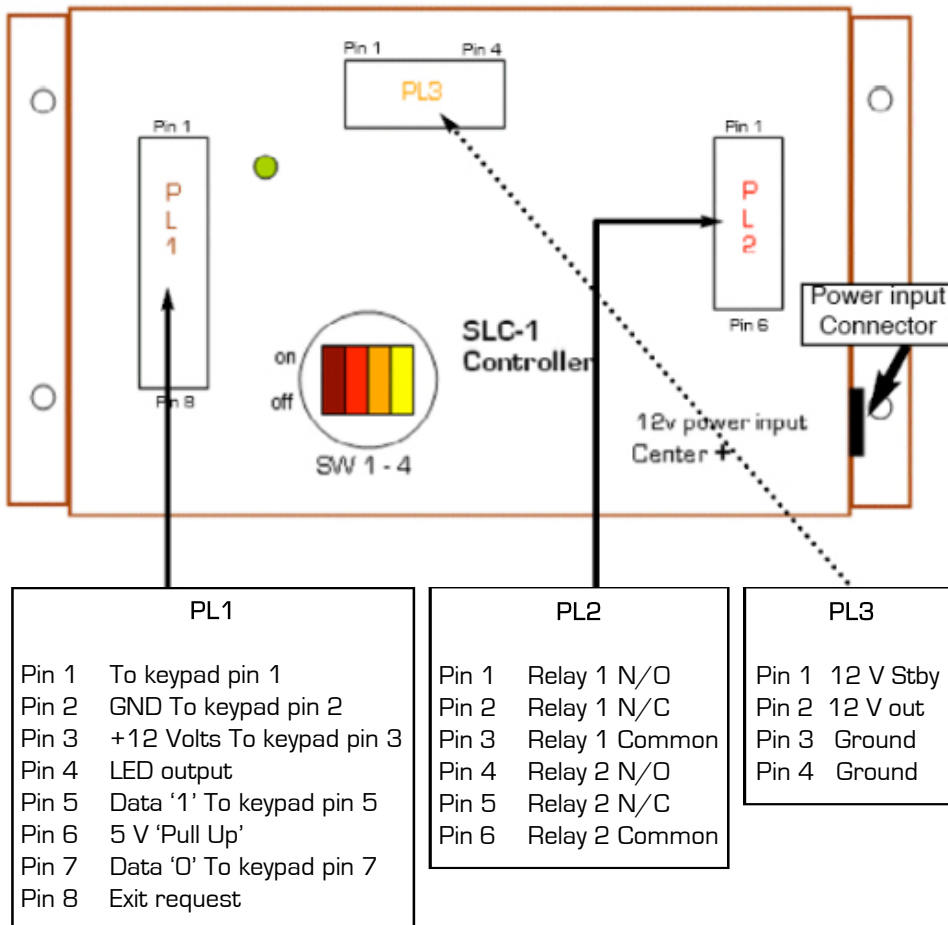 Pin 1 Pin 4
PL3
Pin 1
PL1
Pin 8
Pin 1
PL2
Pin 6
Power input
Connector
SLC-1
Controller
on
off
SW 1 - 4
12v power input
Center +
PL1
Pin 1 To keypad pin 1
Pin 2 GND To keypad pin 2
Pin 3 +12 Volts To keypad pin 3
Pin 4 LED output
Pin 5 Data ‘1’ To keypad pin 5
Pin 6 5 V ‘Pull Up’
Pin 7 Data ‘0’ To keypad pin 7
Pin 8 Exit request
PL2
Pin 1 Relay 1 N/O
Pin 2 Relay 1 N/C
Pin 3 Relay 1 Common
Pin 4 Relay 2 N/O
Pin 5 Relay 2 N/C
Pin 6 Relay 2 Common
PL3
Pin 1 12 V Stby
Pin 2 12 V out
Pin 3 Ground
Pin 4 Ground